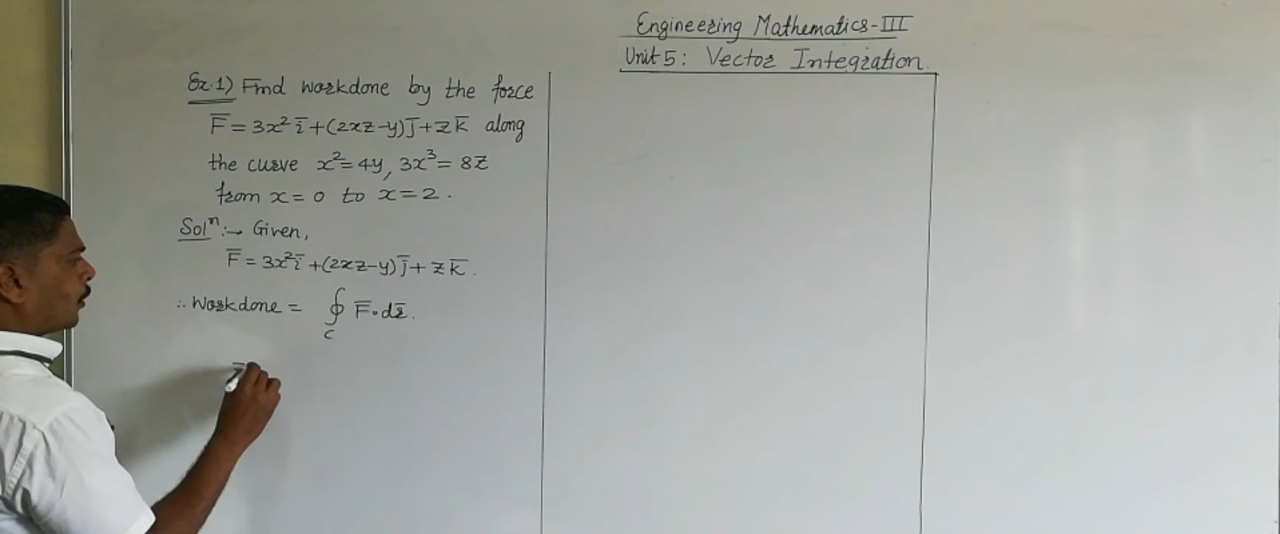 Engineering Mathematics-III
Unit 5: Vector Integration.
Ex.1) Find workdone by the force
F̅ = 3x² i̅ + (2xz-y) j̅ + z k̅ along
the curve x² = 4y, 3x³ = 8z
from x = 0 to x = 2.
Solⁿ :→ Given,
F̅ = 3x² i̅ + (2xz-y) j̅ + z k̅.
∴ Workdone = ∮_C F̅ • dr̅.